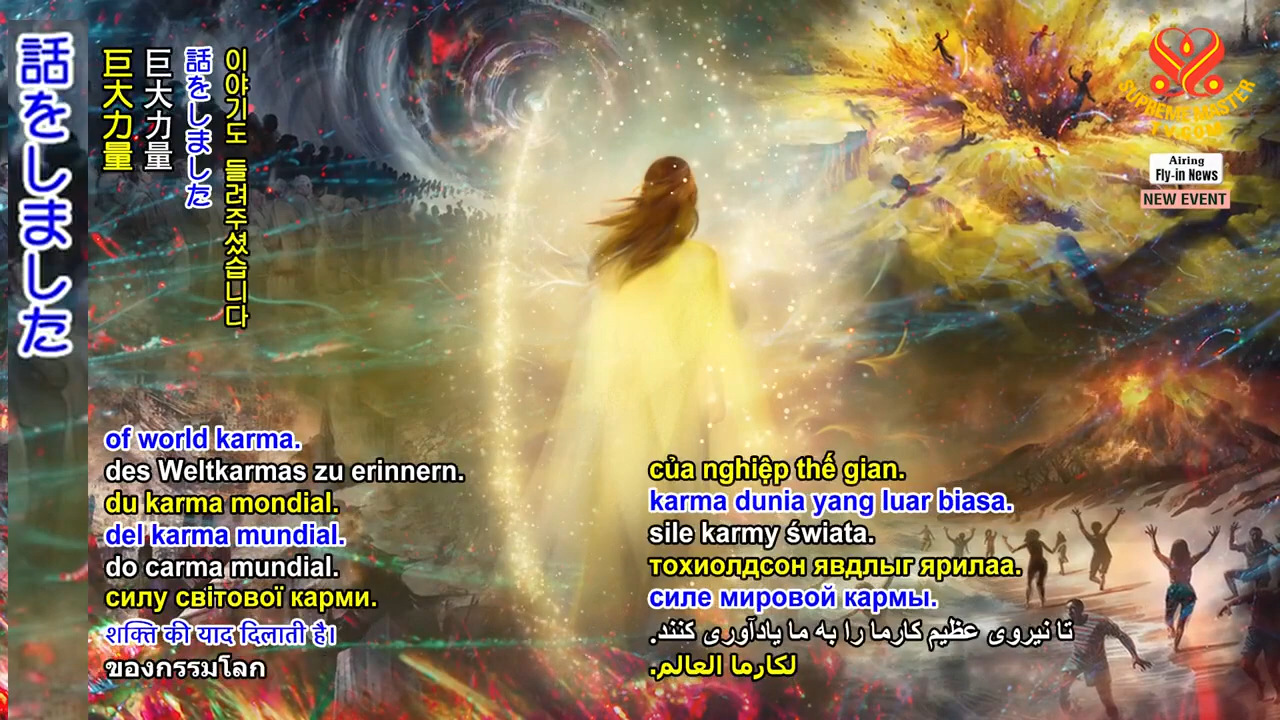 話をしました
巨大力量
巨大力量
話をしました
이야기도 들려주셨습니다
SUPREME MASTER
TV.COM
Airing
Fly-in News
NEW EVENT
of world karma.
des Weltkarmas zu erinnern.
du karma mondial.
del karma mundial.
do carma mundial.
силу світової карми.
शक्ति की याद दिलाती है।
ของกรรมโลก
của nghiệp thế gian.
karma dunia yang luar biasa.
sile karmy świata.
тохиолдсон явдлыг ярилаа.
силе мировой кармы.
تا نیروی عظیم کارما را به ما یادآوری کنند.
لكارما العالم.